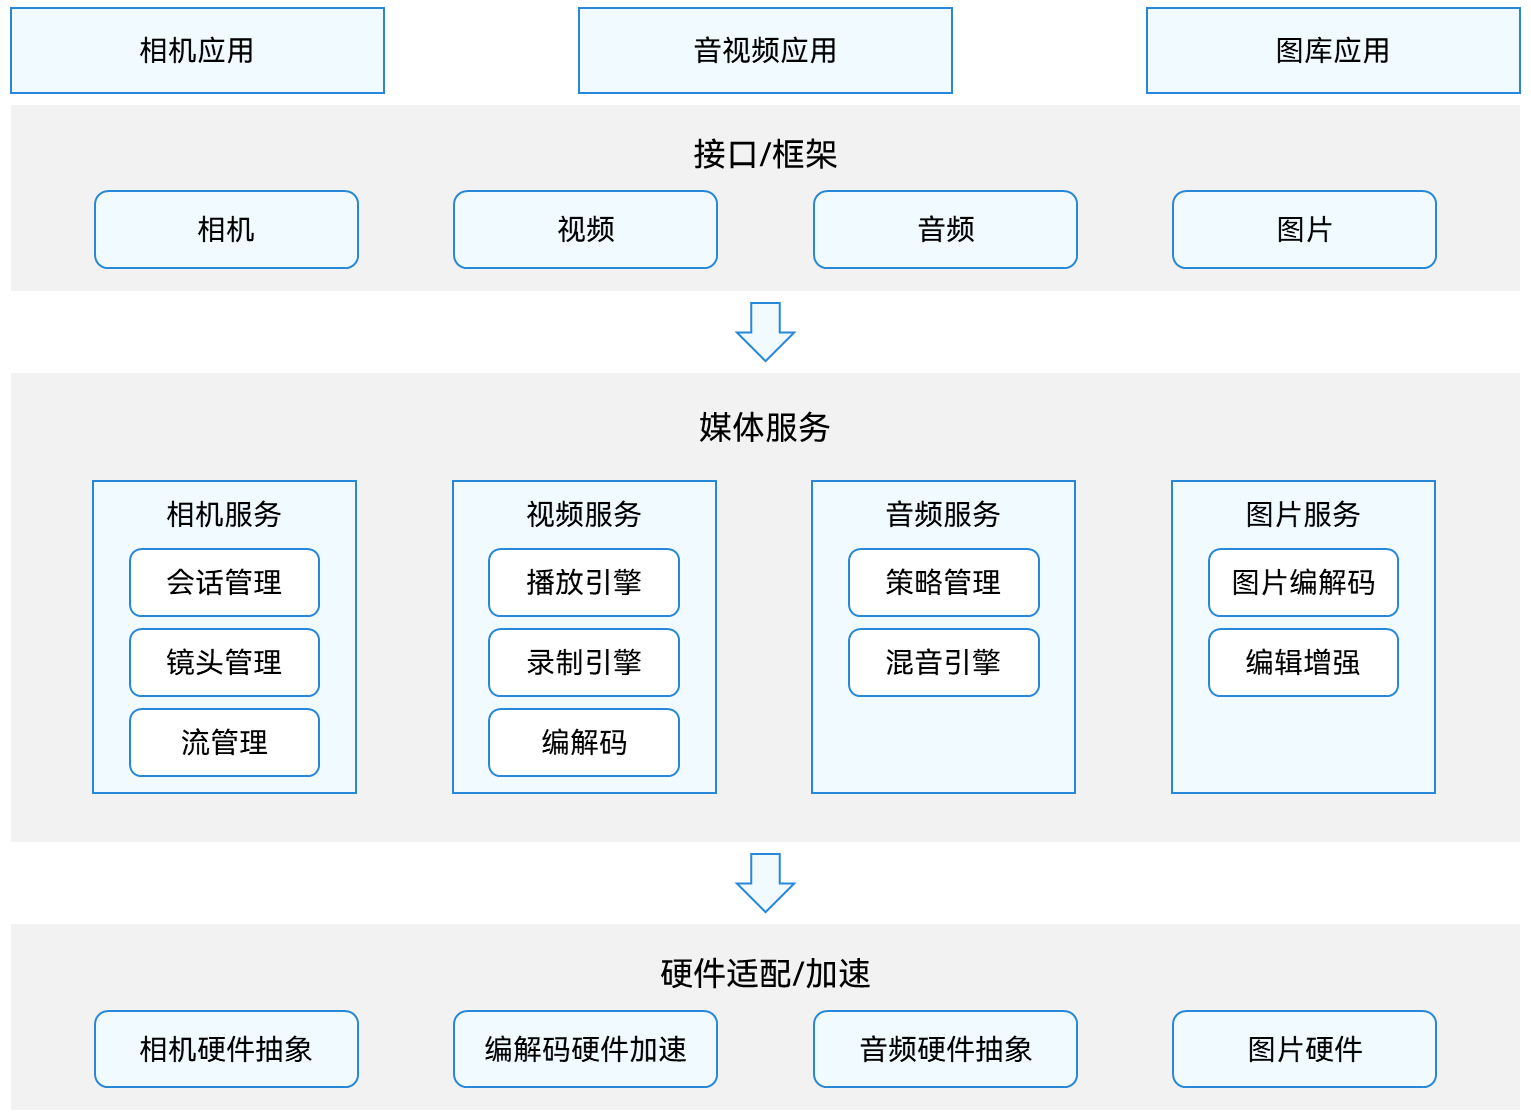 相机应用
音视频应用
图库应用
接口/框架
相机
视频
音频
图片
媒体服务
相机服务
会话管理
镜头管理
流管理
视频服务
播放引擎
录制引擎
编解码
音频服务
策略管理
混音引擎
图片服务
图片编解码
编辑增强
硬件适配/加速
相机硬件抽象
编解码硬件加速
音频硬件抽象
图片硬件